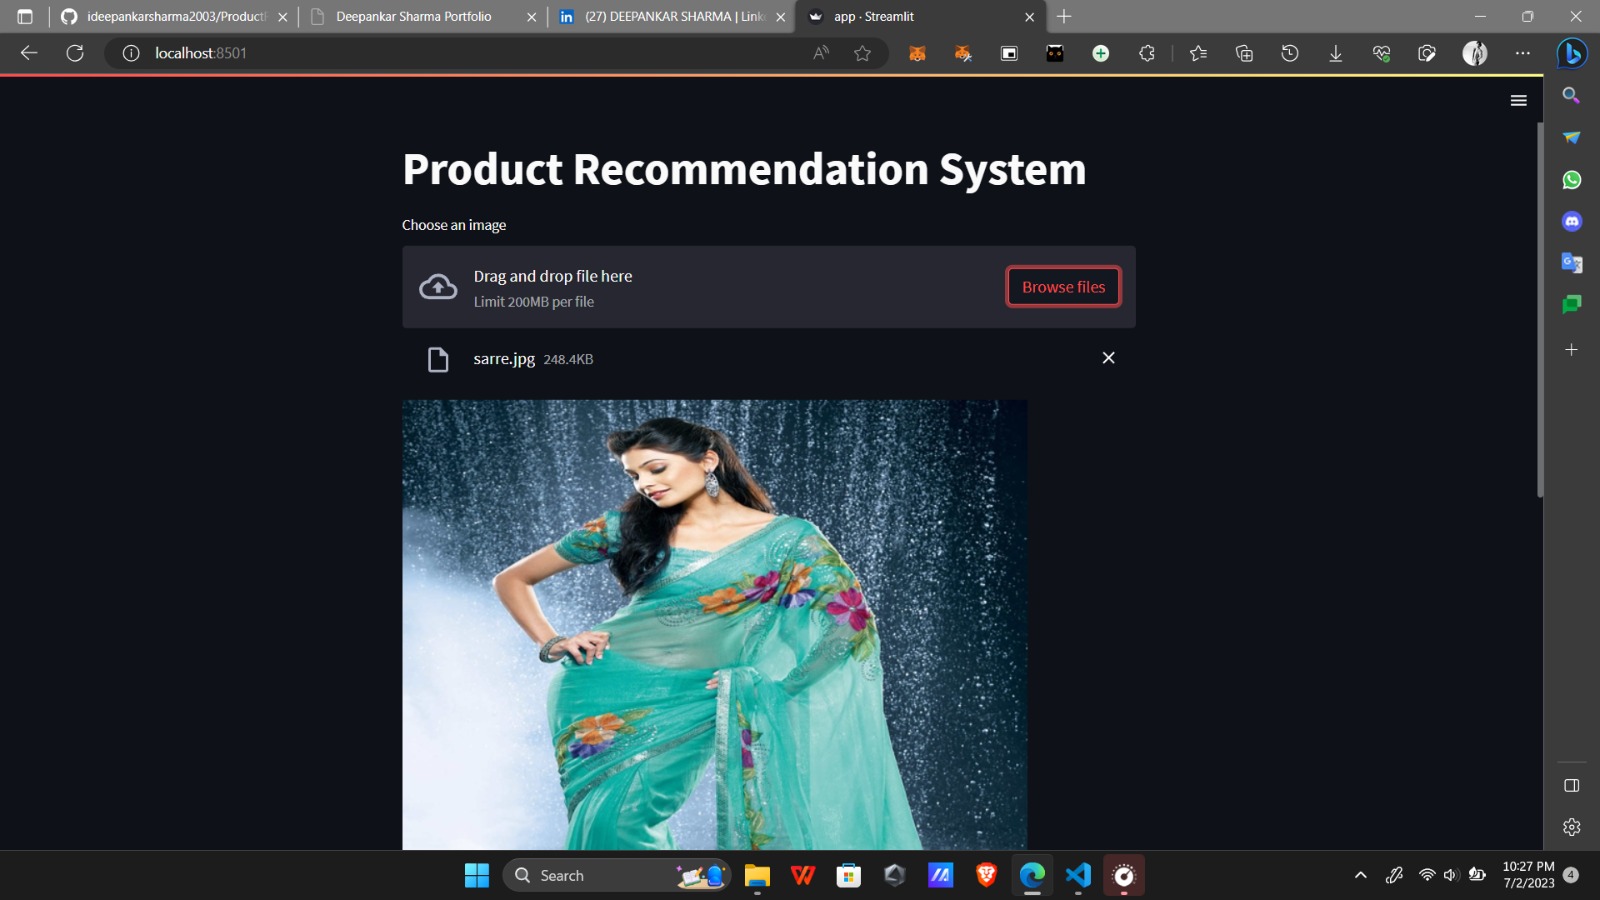 ideepankarsharma2003/Product
Deepankar Sharma Portfolio
(27) DEEPANKAR SHARMA | Link
app · Streamlit
localhost:8501
Product Recommendation System
Choose an image
Drag and drop file here
Limit 200MB per file
Browse files
sarre.jpg 248.4KB
Search
10:27 PM
7/2/2023
4